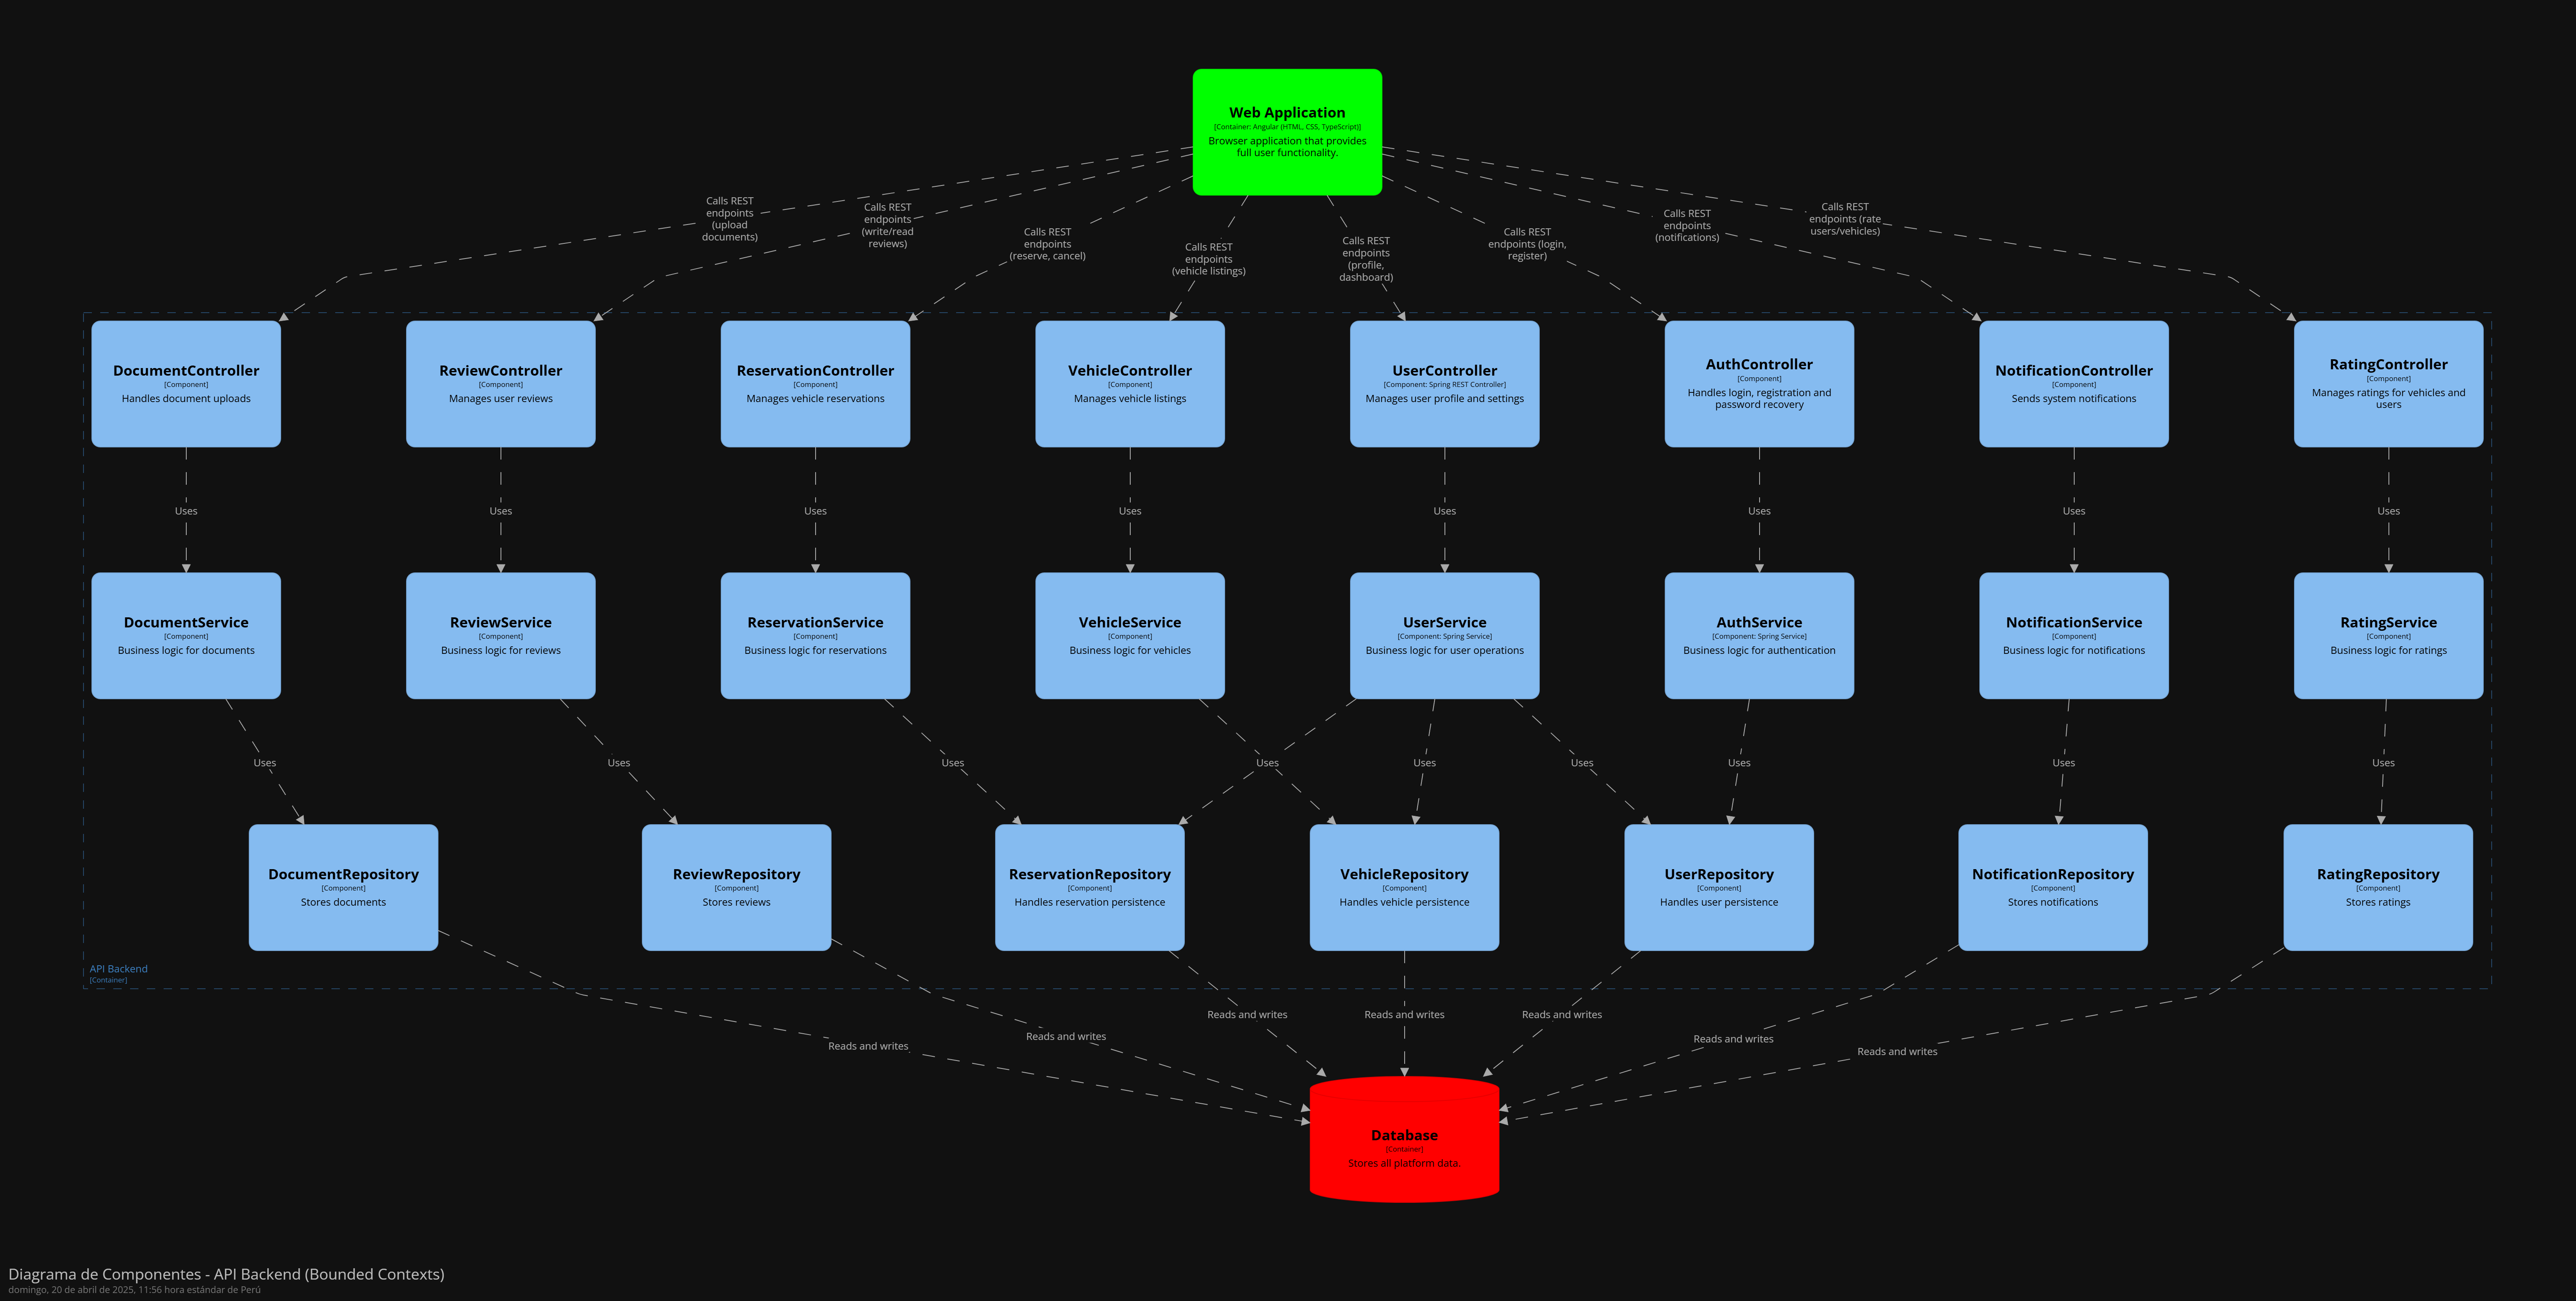 Web Application
[Container: Angular (HTML, CSS, TypeScript)]
Browser application that provides
full user functionality.
Calls REST
endpoints
(upload
documents)
Calls REST
endpoints
(write/read
reviews)
Calls REST
endpoints
(reserve, cancel)
Calls REST
endpoints
(vehicle listings)
Calls REST
endpoints
(profile,
dashboard)
Calls REST
endpoints (login,
register)
Calls REST
endpoints
(notifications)
Calls REST
endpoints (rate
users/vehicles)
DocumentController
[Component]
Handles document uploads
ReviewController
[Component]
Manages user reviews
ReservationController
[Component]
Manages vehicle reservations
VehicleController
[Component]
Manages vehicle listings
UserController
[Component: Spring REST Controller]
Manages user profile and settings
AuthController
[Component]
Handles login, registration and
password recovery
NotificationController
[Component]
Sends system notifications
RatingController
[Component]
Manages ratings for vehicles and
users
Uses
Uses
Uses
Uses
Uses
Uses
Uses
Uses
DocumentService
[Component]
Business logic for documents
ReviewService
[Component]
Business logic for reviews
ReservationService
[Component]
Business logic for reservations
VehicleService
[Component]
Business logic for vehicles
UserService
[Component: Spring Service]
Business logic for user operations
AuthService
[Component: Spring Service]
Business logic for authentication
NotificationService
[Component]
Business logic for notifications
RatingService
[Component]
Business logic for ratings
Uses
Uses
Uses
Uses
Uses
Uses
Uses
Uses
Uses
DocumentRepository
[Component]
Stores documents
ReviewRepository
[Component]
Stores reviews
ReservationRepository
[Component]
Handles reservation persistence
VehicleRepository
[Component]
Handles vehicle persistence
UserRepository
[Component]
Handles user persistence
NotificationRepository
[Component]
Stores notifications
RatingRepository
[Component]
Stores ratings
API Backend
[Container]
Reads and writes
Reads and writes
Reads and writes
Reads and writes
Reads and writes
Reads and writes
Reads and writes
Database
[Container]
Stores all platform data.
Diagrama de Componentes - API Backend (Bounded Contexts)
domingo, 20 de abril de 2025, 11:56 hora estándar de Perú